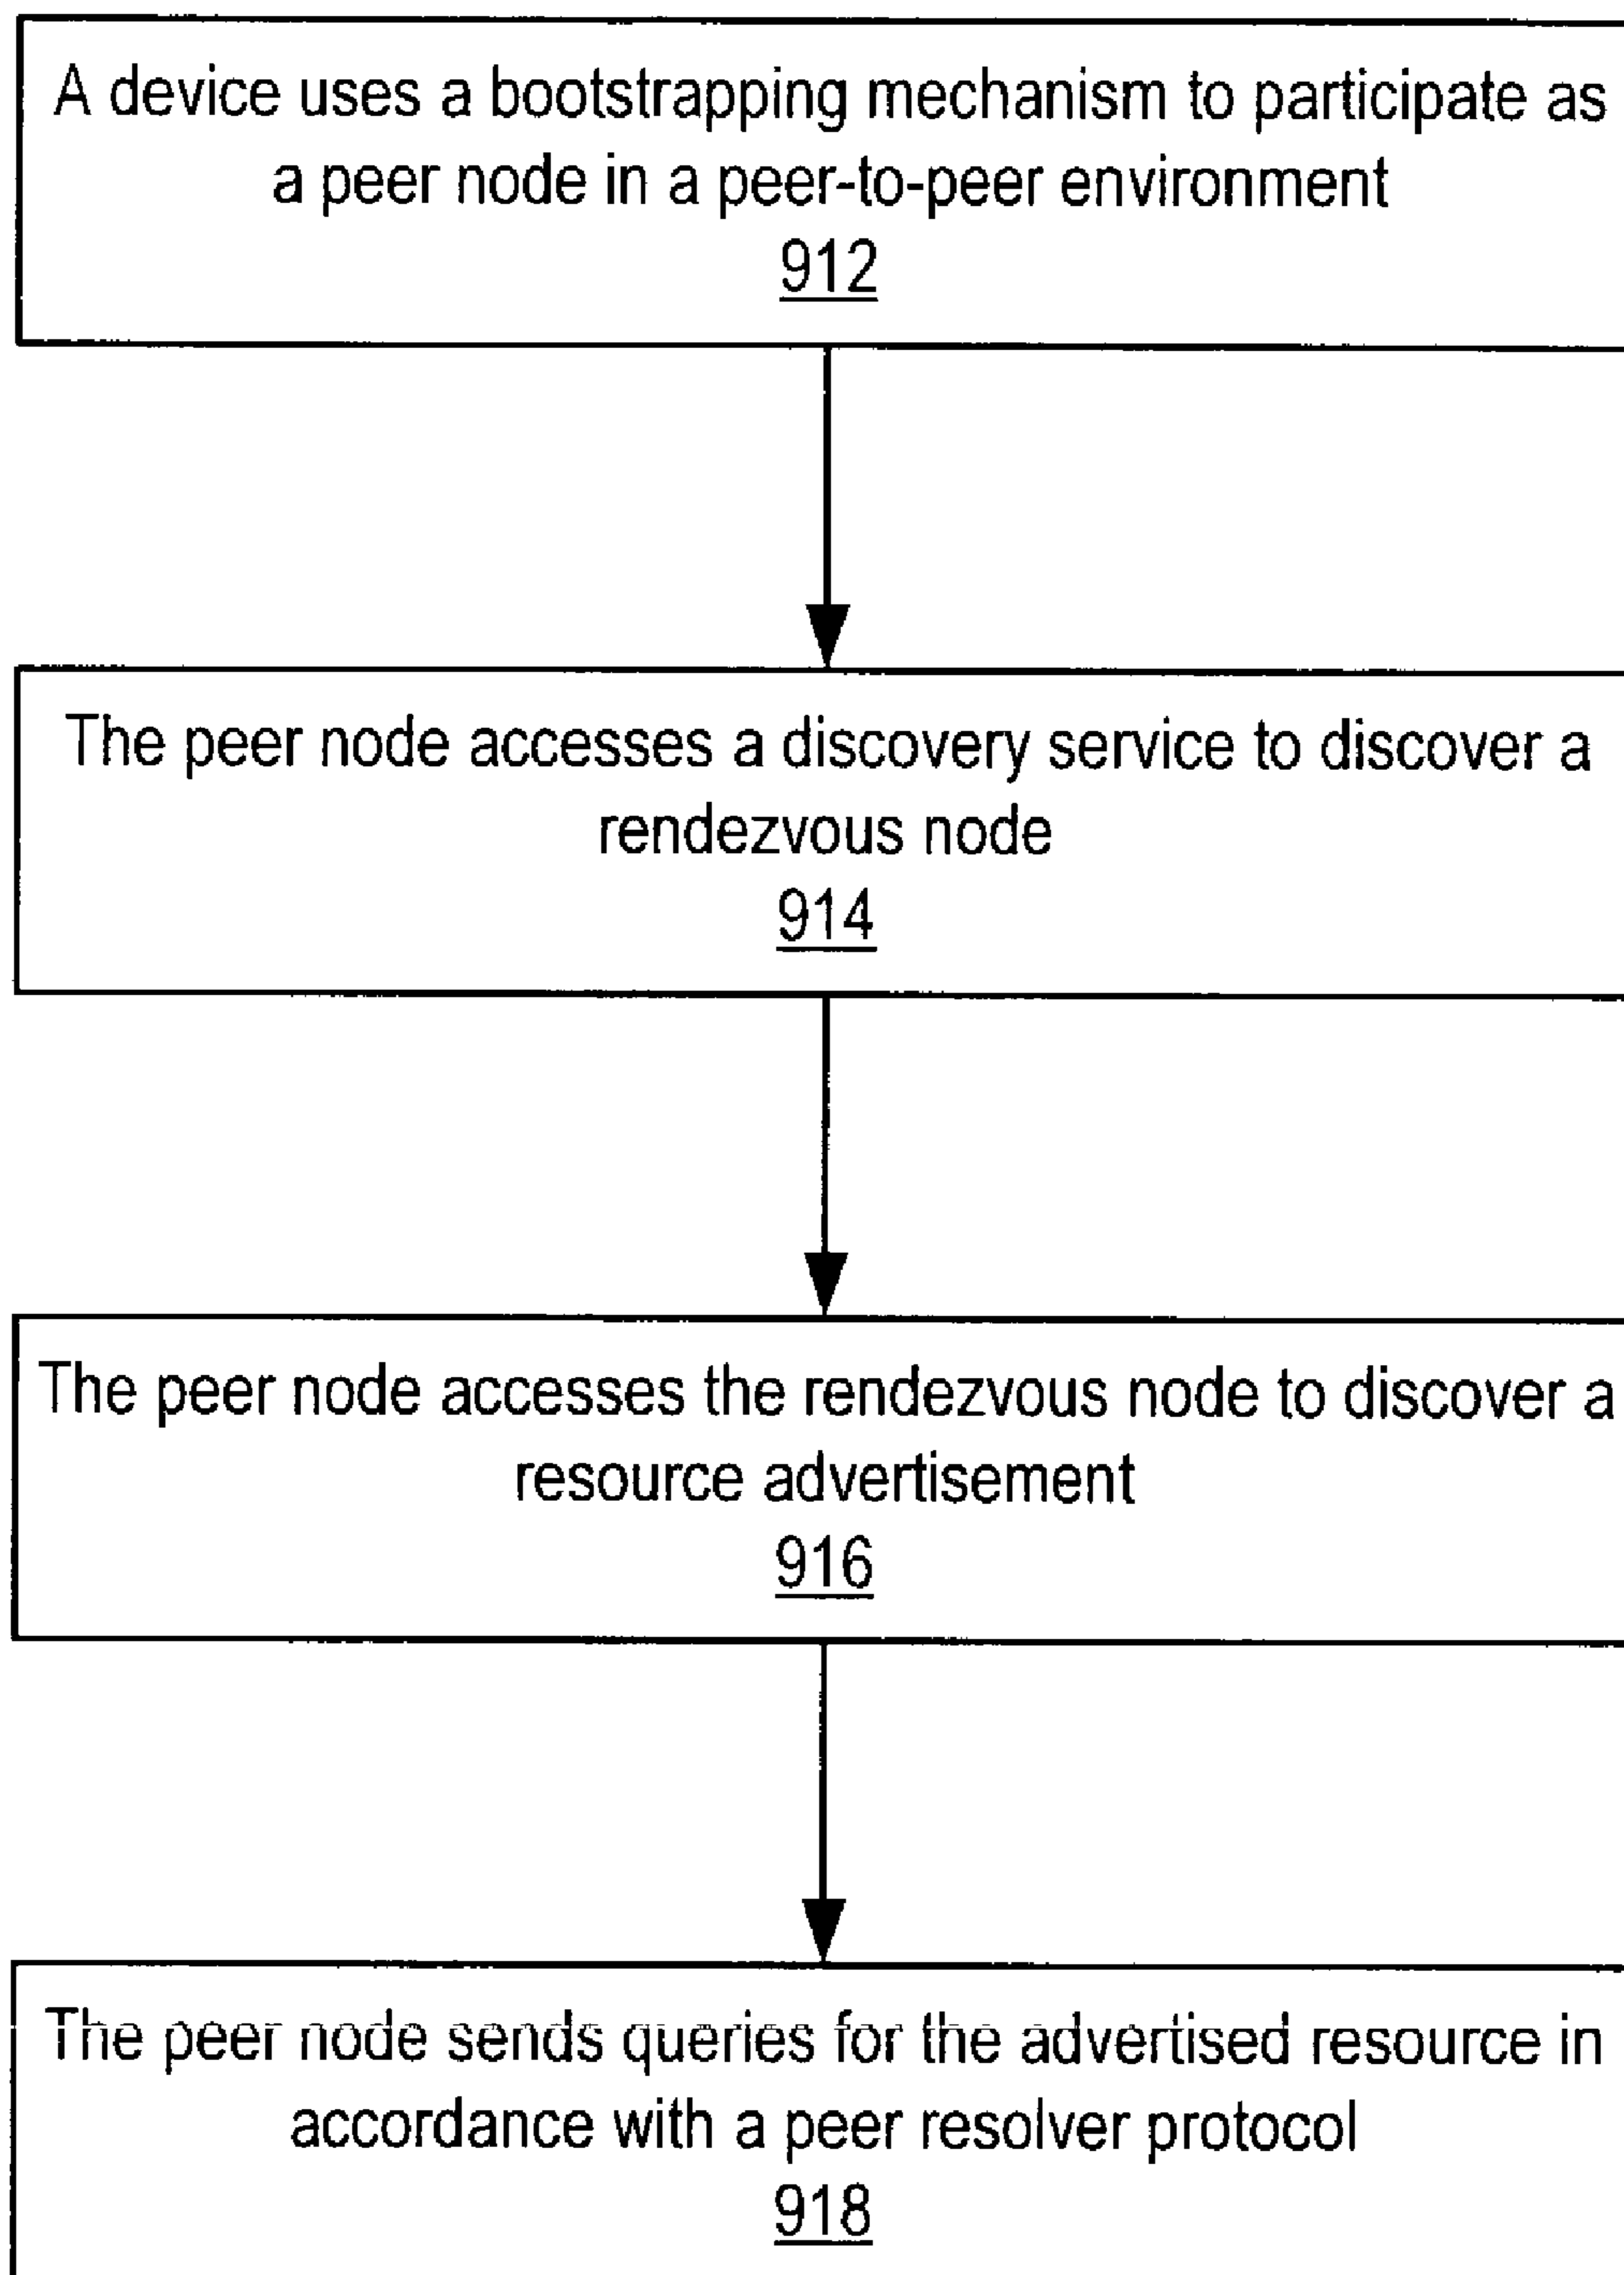 A device uses a bootstrapping mechanism to participate as
a peer node in a peer-to-peer environment
912
The peer node accesses a discovery service to discover a
rendezvous node
914
The peer node accesses the rendezvous node to discover a
resource advertisement
916
The peer node sends queries for the advertised resource in
accordance with a peer resolver protocol
918